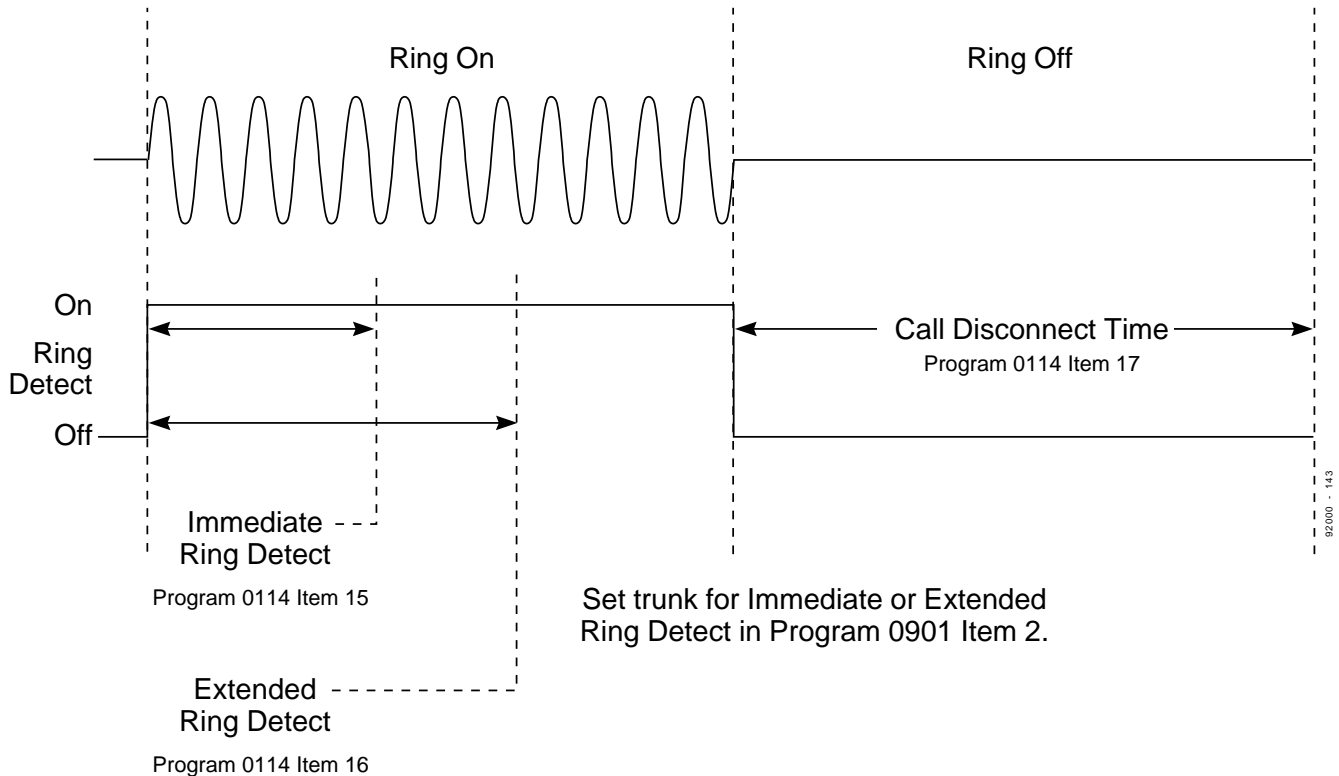 Ring On
Ring Off
On
Ring
Detect
Off
Call Disconnect Time
Program 0114 Item 17
Immediate
Ring Detect
Program 0114 Item 15
Set trunk for Immediate or Extended
Ring Detect in Program 0901 Item 2.
Extended
Ring Detect
Program 0114 Item 16
92000 - 143